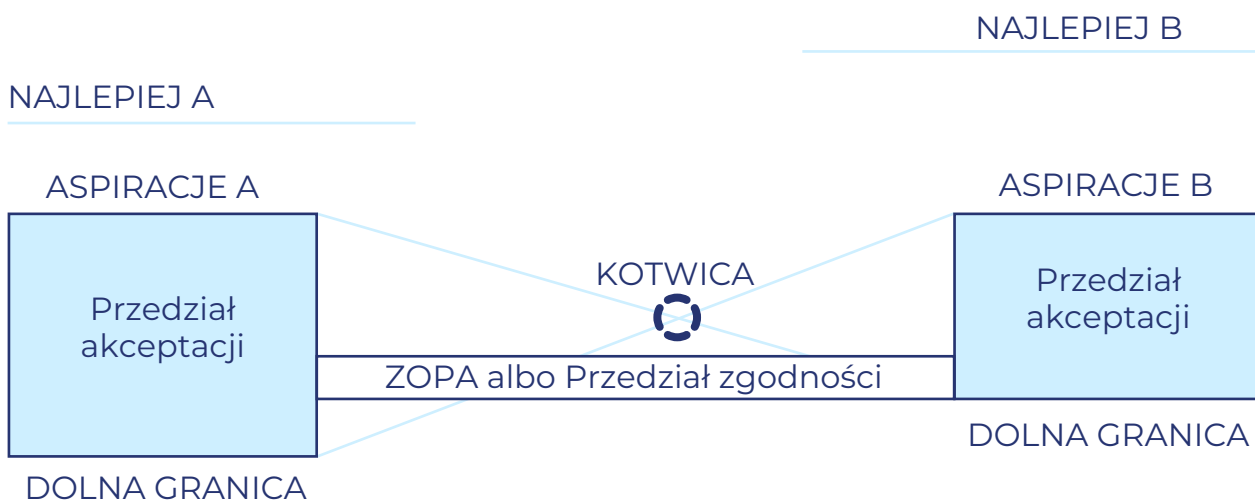 NAJLEPIEJ B
NAJLEPIEJ A
ASPIRACJE A
ASPIRACJE B
KOTWICA
Przedział
akceptacji
Przedział
akceptacji
ZOPA albo Przedział zgodności
DOLNA GRANICA
DOLNA GRANICA